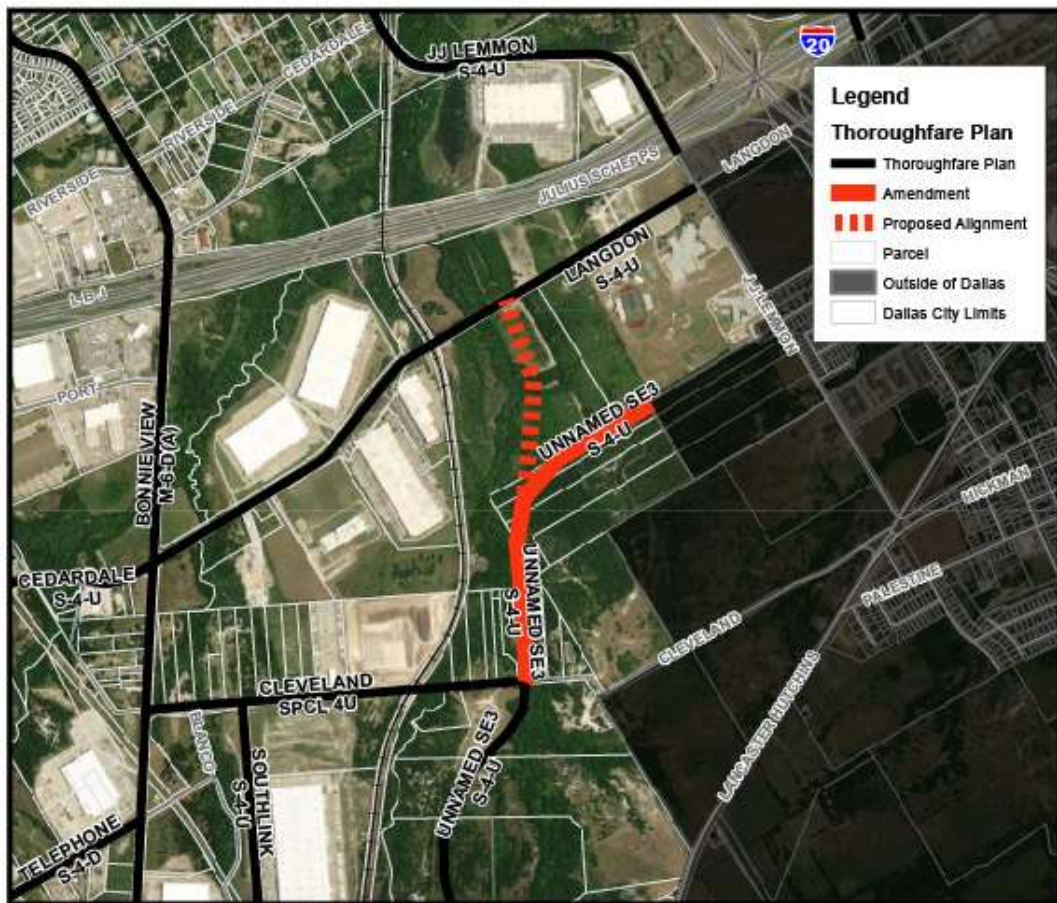 CEDARDALE
RIVERSIDE
RIVERSIDE
JJ LEMMON
S-4-U
20
JULIUS SCHEPPS
LANGDON
Legend
Thoroughfare Plan
Thoroughfare Plan
Amendment
Proposed Alignment
Parcel
Outside of Dallas
Dallas City Limits
LBJ
LANGDON
S-4-U
JJ LEMMON
PORT
BONNIE VIEW
M-6-D(A)
UNNAMED SE3
S-4-U
HICKMAN
CEDARDALE
S-4-U
UNNAMED SE3
S-4-U
PALESTINE
CLEVELAND
CLEVELAND
SPCL 4U
BLANCO
SOUTHLINK
S-4-U
UNNAMED SE3
S-4-U
LANCASTER HUTCHINS
TELEPHONE
S-4-D